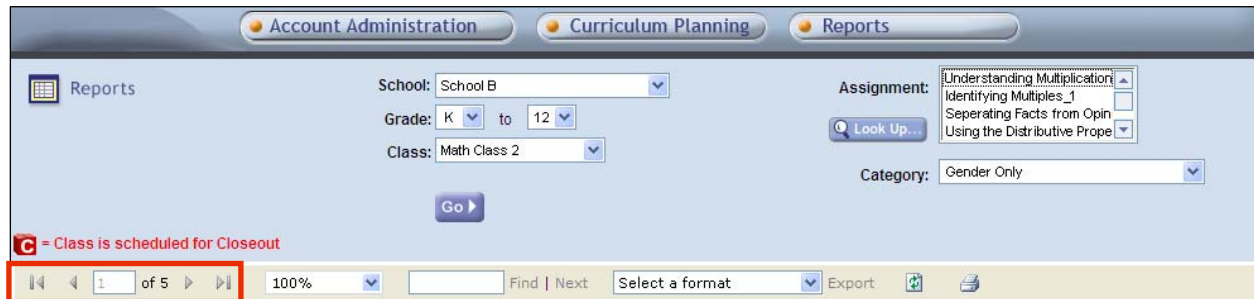 Account Administration
Curriculum Planning
Reports
Reports
School: School B
Grade: K to 12
Class: Math Class 2
Go
Assignment:
Look Up...
Understanding Multiplication
Identifying Multiples_1
Seperating Facts from Opin
Using the Distributive Prope
Category: Gender Only
C = Class is scheduled for Closeout
1 of 5 100% Find | Next Select a format Export